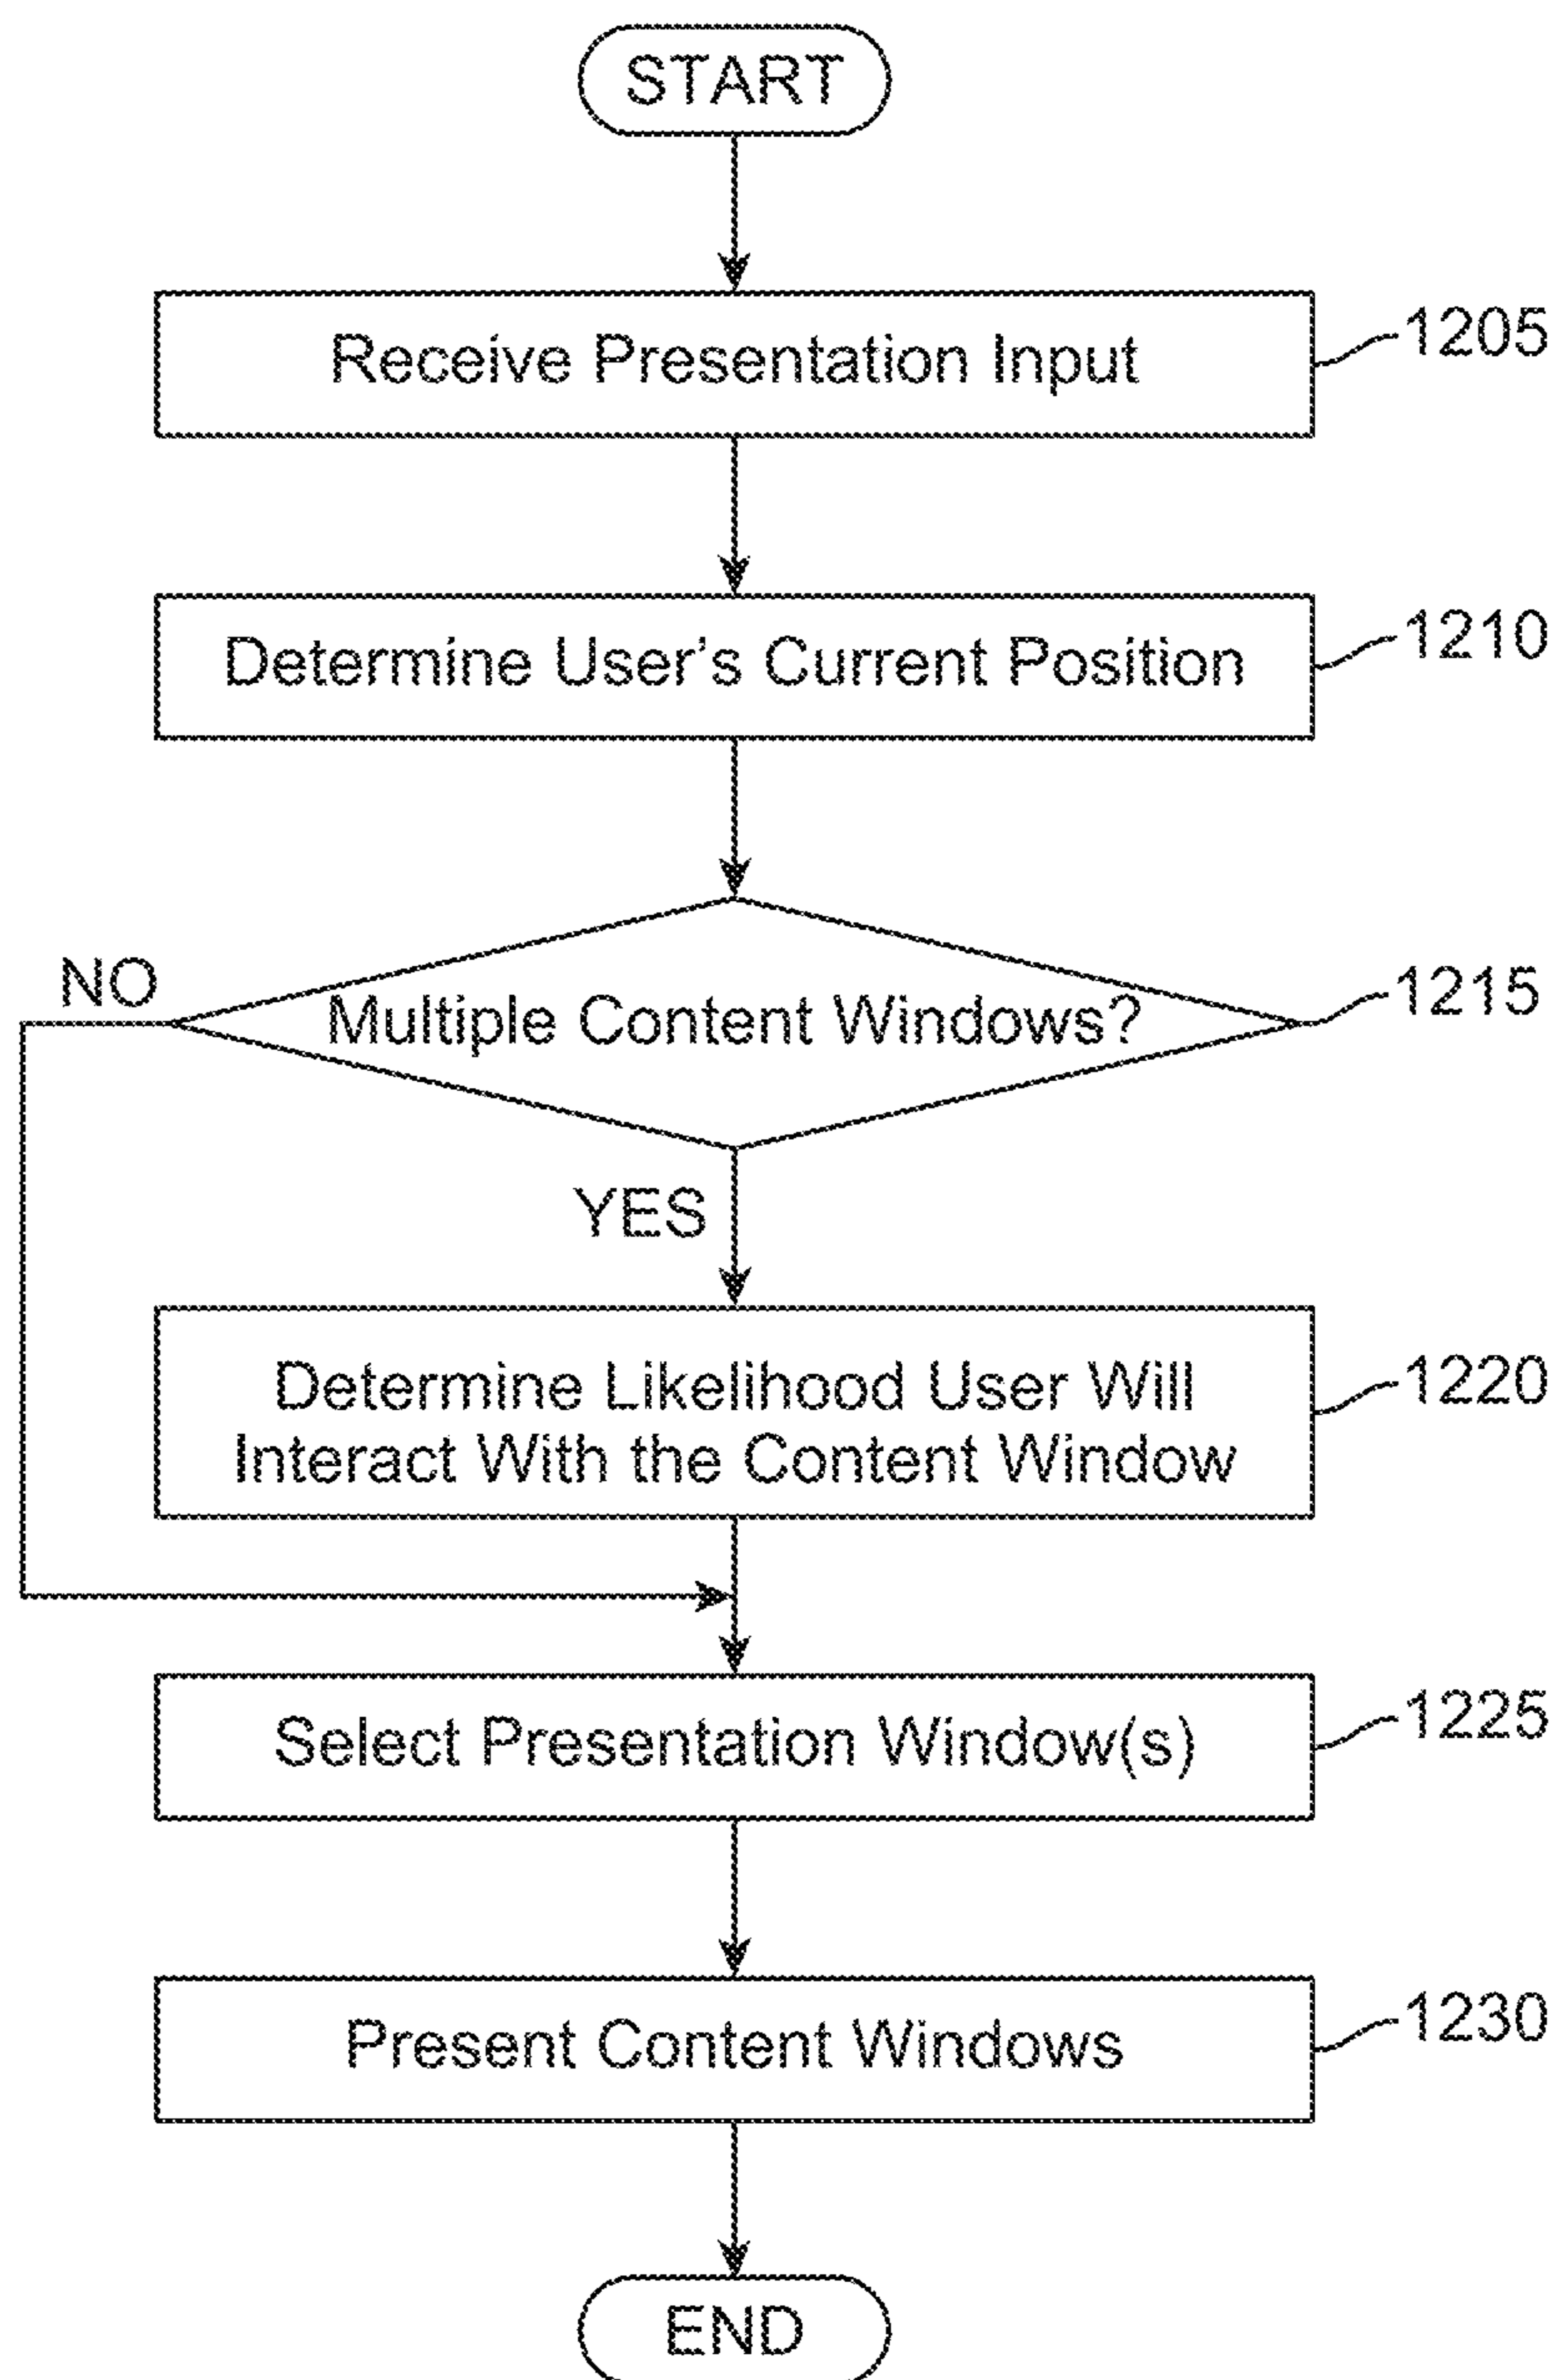 START
Receive Presentation Input
1205
Determine User's Current Position
1210
NO
Multiple Content Windows?
1215
YES
Determine Likelihood User Will
Interact With the Content Window
1220
Select Presentation Window(s)
1225
Present Content Windows
1230
END